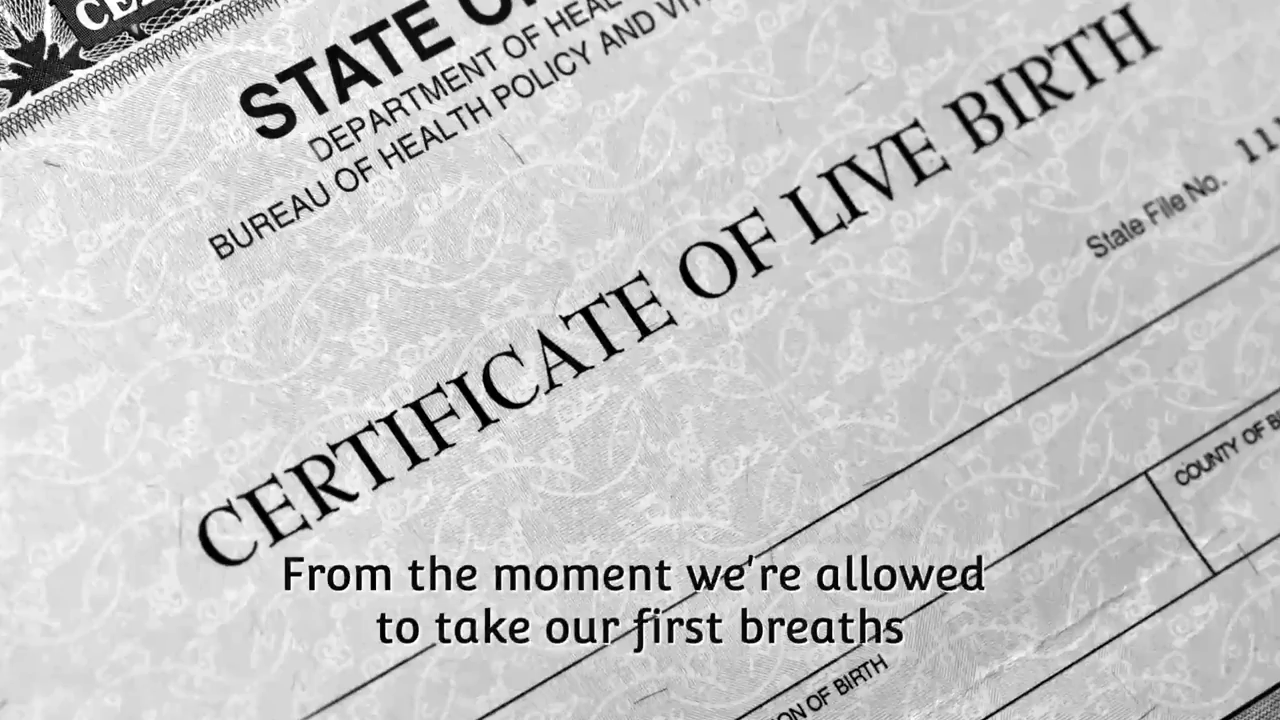 STATE
DEPARTMENT OF
BUREAU OF HEALTH POLICY AND
CERTIFICATE OF LIVE BIRTH
State File No.
COUNTY OF
From the moment we're allowed
to take our first breaths
OF BIRTH